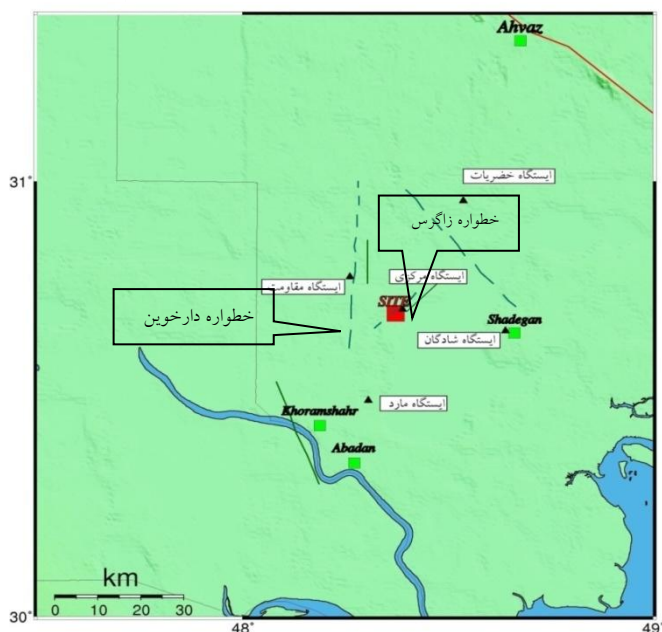 Ahvaz
31°
ایستگاه خضریات
خطواره زاگرس
ایستگاه مرکزی
ایستگاه مقاومت
SITE
خطواره دارخوین
Shadegan
ایستگاه شادگان
ایستگاه مارد
Khoramshahr
Abadan
km
0 10 20 30
30°
48°
49°